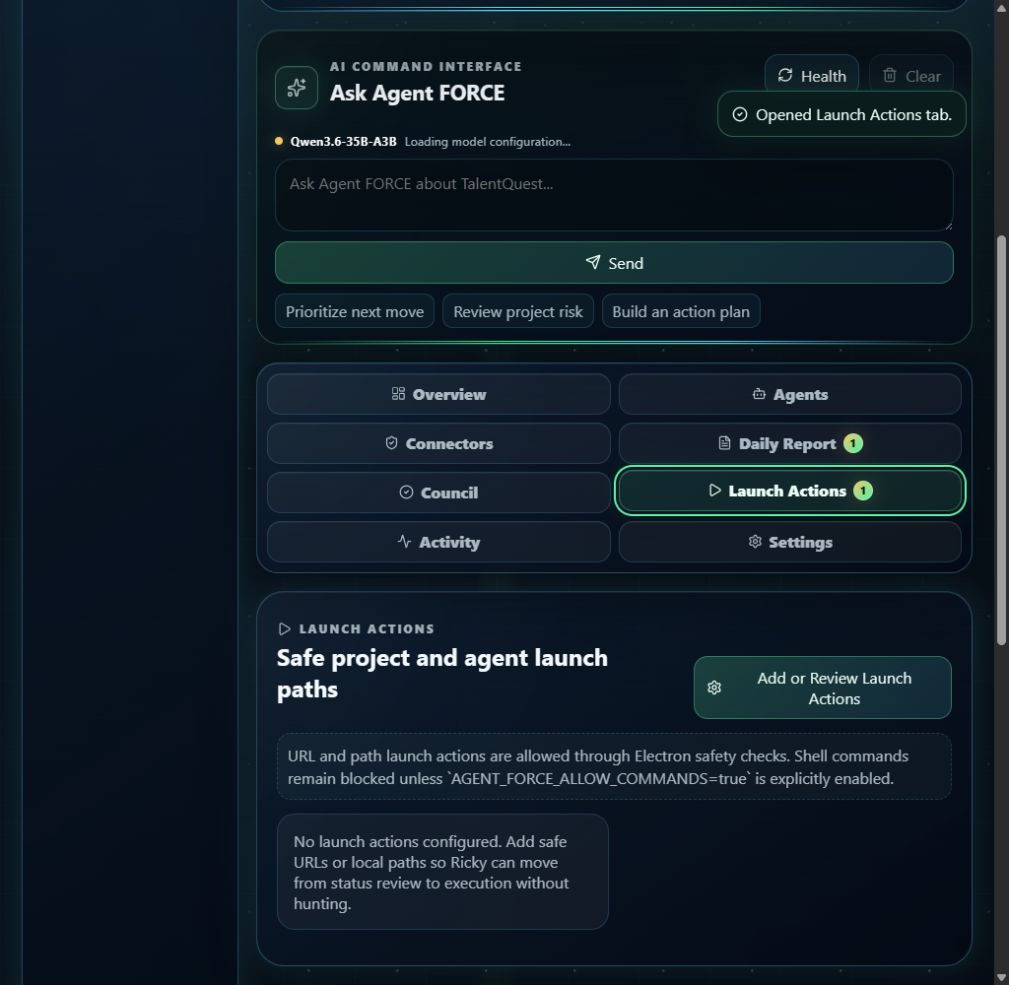 AI COMMAND INTERFACE
Ask Agent FORCE
Health
Clear
Opened Launch Actions tab.
Qwen3.6-35B-A3B Loading model configuration...
Ask Agent FORCE about TalentQuest...
Send
Prioritize next move
Review project risk
Build an action plan
Overview
Agents
Connectors
Daily Report 1
Council
Launch Actions 1
Activity
Settings
LAUNCH ACTIONS
Safe project and agent launch
paths
Add or Review Launch
Actions
URL and path launch actions are allowed through Electron safety checks. Shell commands
remain blocked unless `AGENT_FORCE_ALLOW_COMMANDS=true` is explicitly enabled.
No launch actions configured. Add safe
URLs or local paths so Ricky can move
from status review to execution without
hunting.